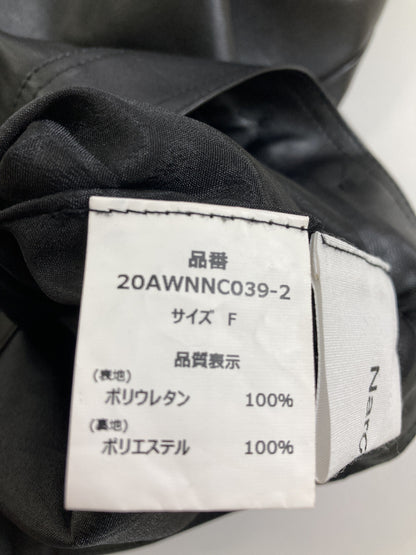 品番
20AWNNC039-2
サイズ F
品質表示
(表地)
ポリウレタン 100%
(裏地)
ポリエステル 100%